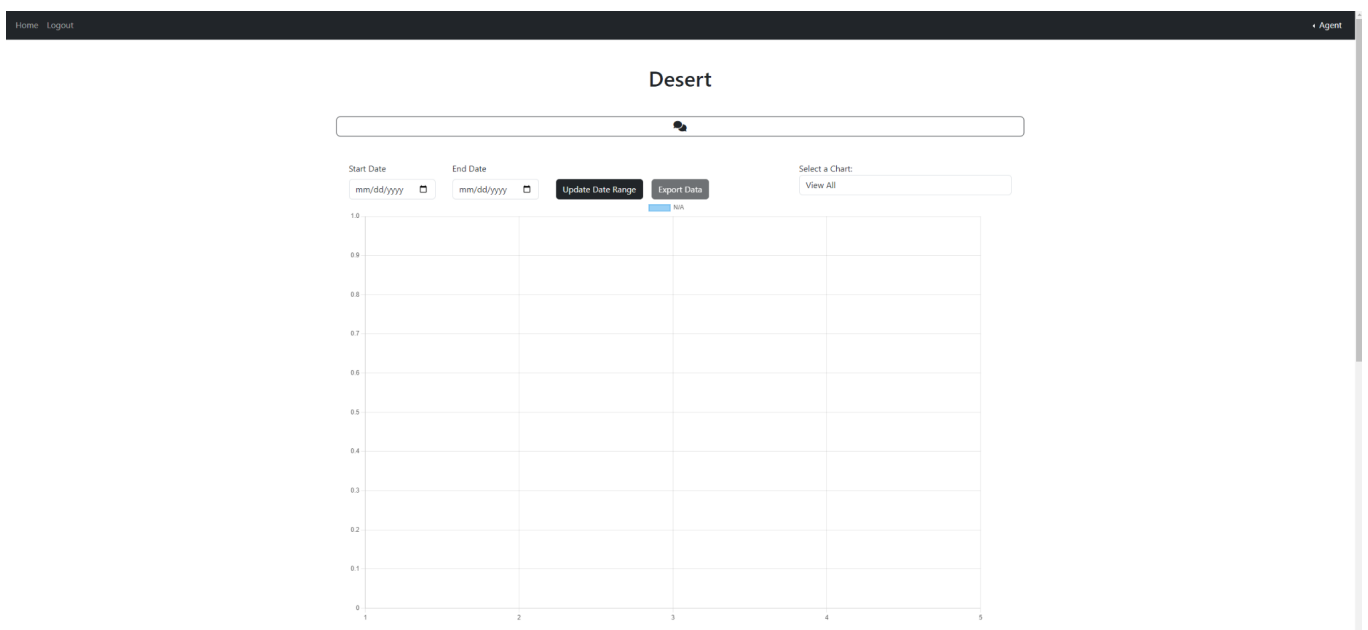 Home Logout
Agent
Desert
Start Date End Date Select a Chart:
mm/dd/yyyy mm/dd/yyyy Update Date Range Export Data View All
N/A
1.0
0.9
0.8
0.7
0.6
0.5
0.4
0.3
0.2
0.1
0
1 2 3 4 5